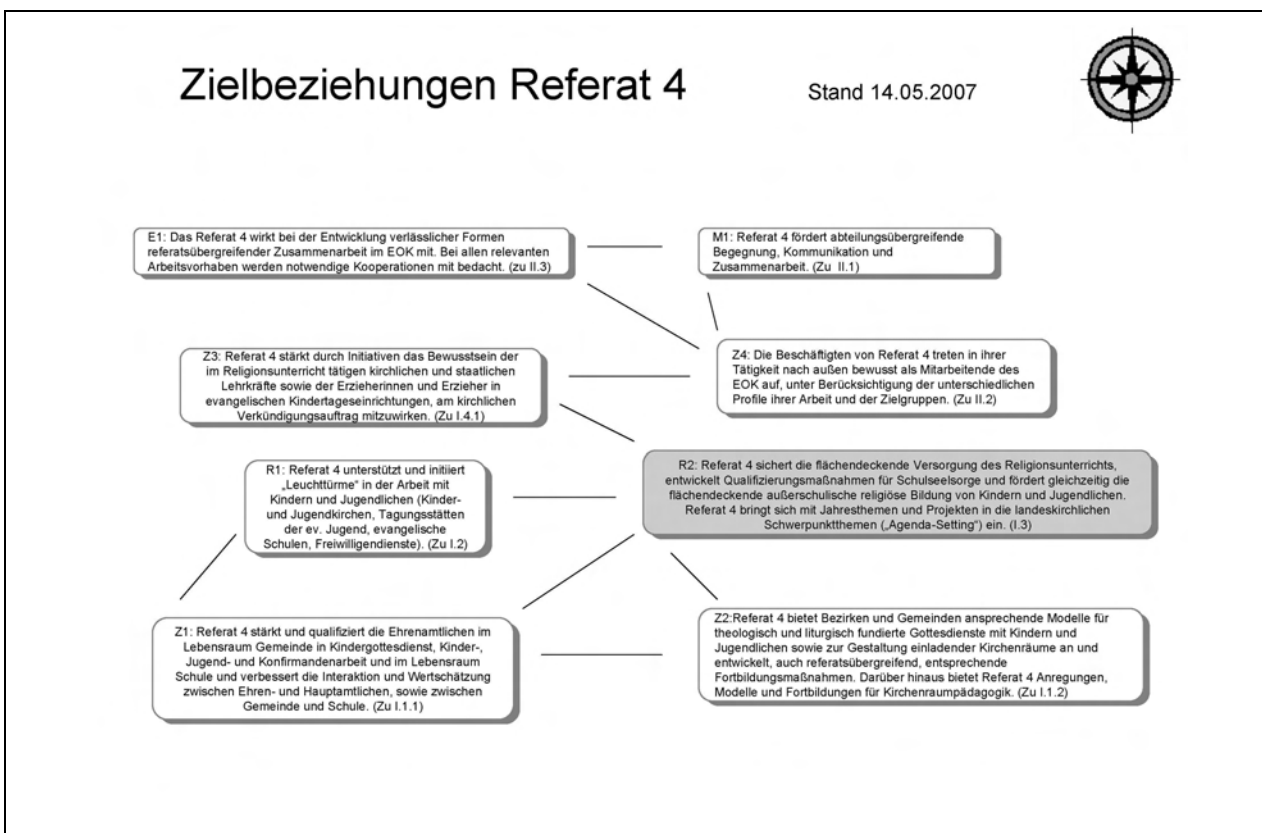 Zielbeziehungen Referat 4
Stand 14.05.2007
E1: Das Referat 4 wirkt bei der Entwicklung verlässlicher Formen
referatsübergreifender Zusammenarbeit im EOK mit. Bei allen relevanten
Arbeitsvorhaben werden notwendige Kooperationen mit bedacht. (zu II.3)
M1: Referat 4 fördert abteilungsübergreifende
Begegnung, Kommunikation und
Zusammenarbeit. (Zu II.1)
Z3: Referat 4 stärkt durch Initiativen das Bewusstsein der
im Religionsunterricht tätigen kirchlichen und staatlichen
Lehrkräfte sowie der Erzieherinnen und Erzieher in
evangelischen Kindertageseinrichtungen, am kirchlichen
Verkündigungsauftrag mitzuwirken. (Zu I.4.1)
Z4: Die Beschäftigten von Referat 4 treten in ihrer
Tätigkeit nach außen bewusst als Mitarbeitende des
EOK auf, unter Berücksichtigung der unterschiedlichen
Profile ihrer Arbeit und der Zielgruppen. (Zu II.2)
R1: Referat 4 unterstützt und initiiert
„Leuchttürme" in der Arbeit mit
Kindern und Jugendlichen (Kinder-
und Jugendkirchen, Tagungsstätten
der ev. Jugend, evangelische
Schulen, Freiwilligendienste). (Zu I.2)
R2: Referat 4 sichert die flächendeckende Versorgung des Religionsunterrichts,
entwickelt Qualifizierungsmaßnahmen für Schulseelsorge und fördert gleichzeitig die
flächendeckende außerschulische religiöse Bildung von Kindern und Jugendlichen.
Referat 4 bringt sich mit Jahresthemen und Projekten in die landeskirchlichen
Schwerpunktthemen („Agenda-Setting") ein. (I.3)
Z1: Referat 4 stärkt und qualifiziert die Ehrenamtlichen im
Lebensraum Gemeinde in Kindergottesdienst, Kinder-,
Jugend- und Konfirmandenarbeit und im Lebensraum
Schule und verbessert die Interaktion und Wertschätzung
zwischen Ehren- und Hauptamtlichen, sowie zwischen
Gemeinde und Schule. (Zu I.1.1)
Z2:Referat 4 bietet Bezirken und Gemeinden ansprechende Modelle für
theologisch und liturgisch fundierte Gottesdienste mit Kindern und
Jugendlichen sowie zur Gestaltung einladender Kirchenräume an und
entwickelt, auch referatsübergreifend, entsprechende
Fortbildungsmaßnahmen. Darüber hinaus bietet Referat 4 Anregungen,
Modelle und Fortbildungen für Kirchenraumpädagogik. (Zu I.1.2)